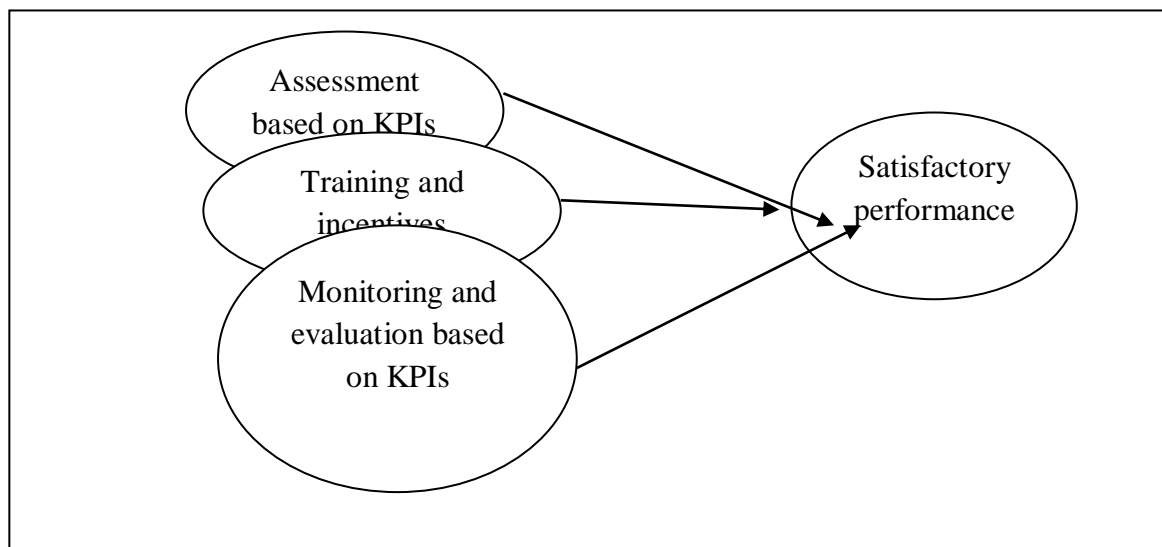 Assessment
based on KPIs
Training and
incentives
Monitoring and
evaluation based
on KPIs
Satisfactory
performance